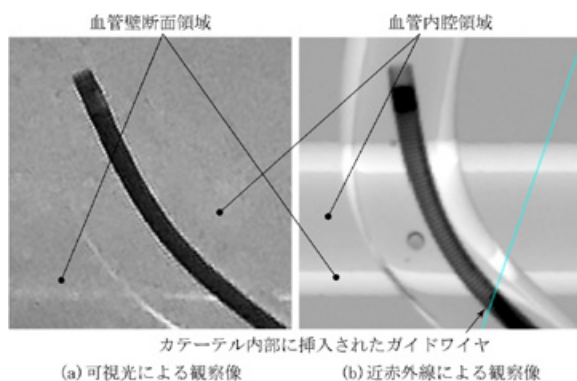 血管壁断面領域
血管内腔領域
カテーテル内部に挿入されたガイドワイヤ
(a)可視光による観察像
(b)近赤外線による観察像